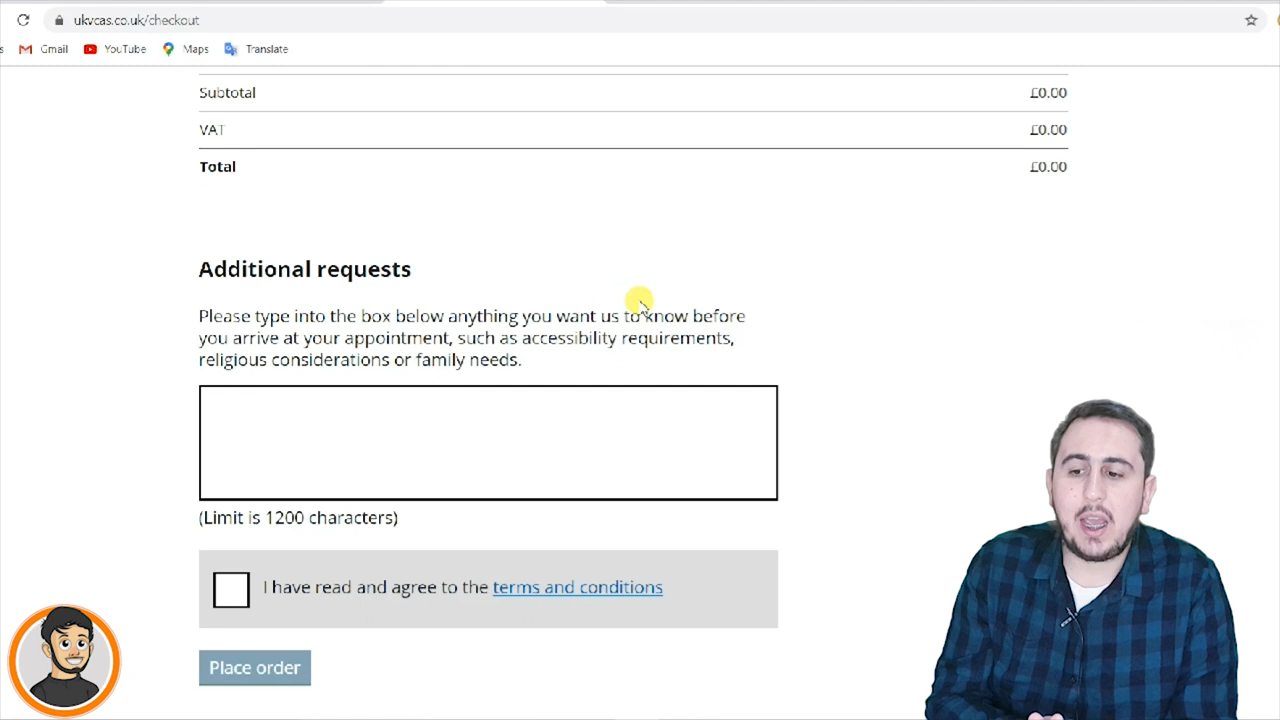 ukvcas.co.uk/checkout
s Gmail YouTube Maps Translate
Subtotal £0.00
VAT £0.00
Total £0.00
Additional requests
Please type into the box below anything you want us to know before
you arrive at your appointment, such as accessibility requirements,
religious considerations or family needs.
(Limit is 1200 characters)
I have read and agree to the terms and conditions
Place order